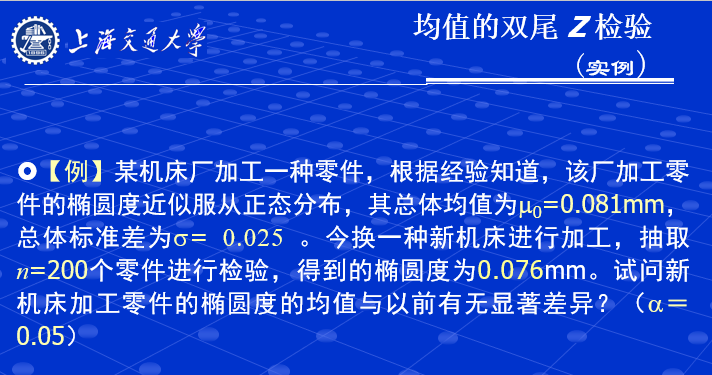 上海交通大学
均值的双尾 Z 检验
（实例）
【例】某机床厂加工一种零件，根据经验知道，该厂加工零
件的椭圆度近似服从正态分布，其总体均值为μ0=0.081mm，
总体标准差为σ= 0.025 。今换一种新机床进行加工，抽取
n=200个零件进行检验，得到的椭圆度为0.076mm。试问新
机床加工零件的椭圆度的均值与以前有无显著差异？（α＝
0.05）